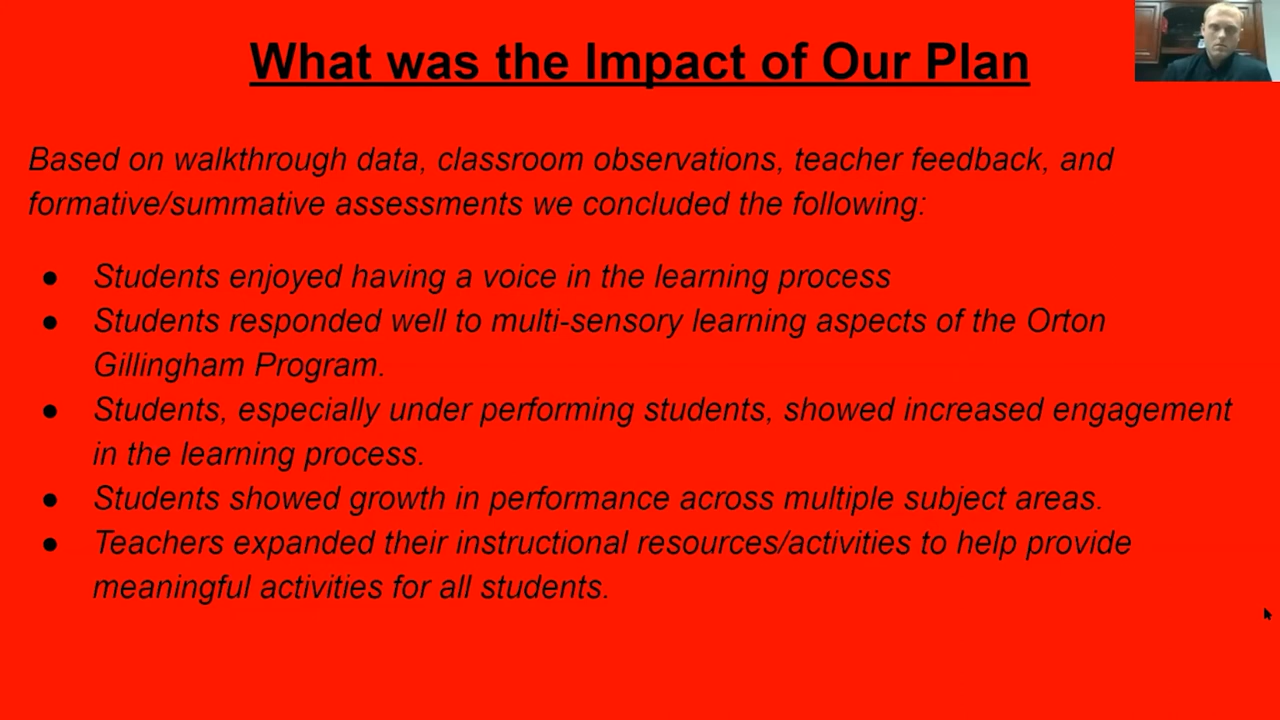 What was the Impact of Our Plan
Based on walkthrough data, classroom observations, teacher feedback, and
formative/summative assessments we concluded the following:
● Students enjoyed having a voice in the learning process
● Students responded well to multi-sensory learning aspects of the Orton
Gillingham Program.
● Students, especially under performing students, showed increased engagement
in the learning process.
● Students showed growth in performance across multiple subject areas.
● Teachers expanded their instructional resources/activities to help provide
meaningful activities for all students.